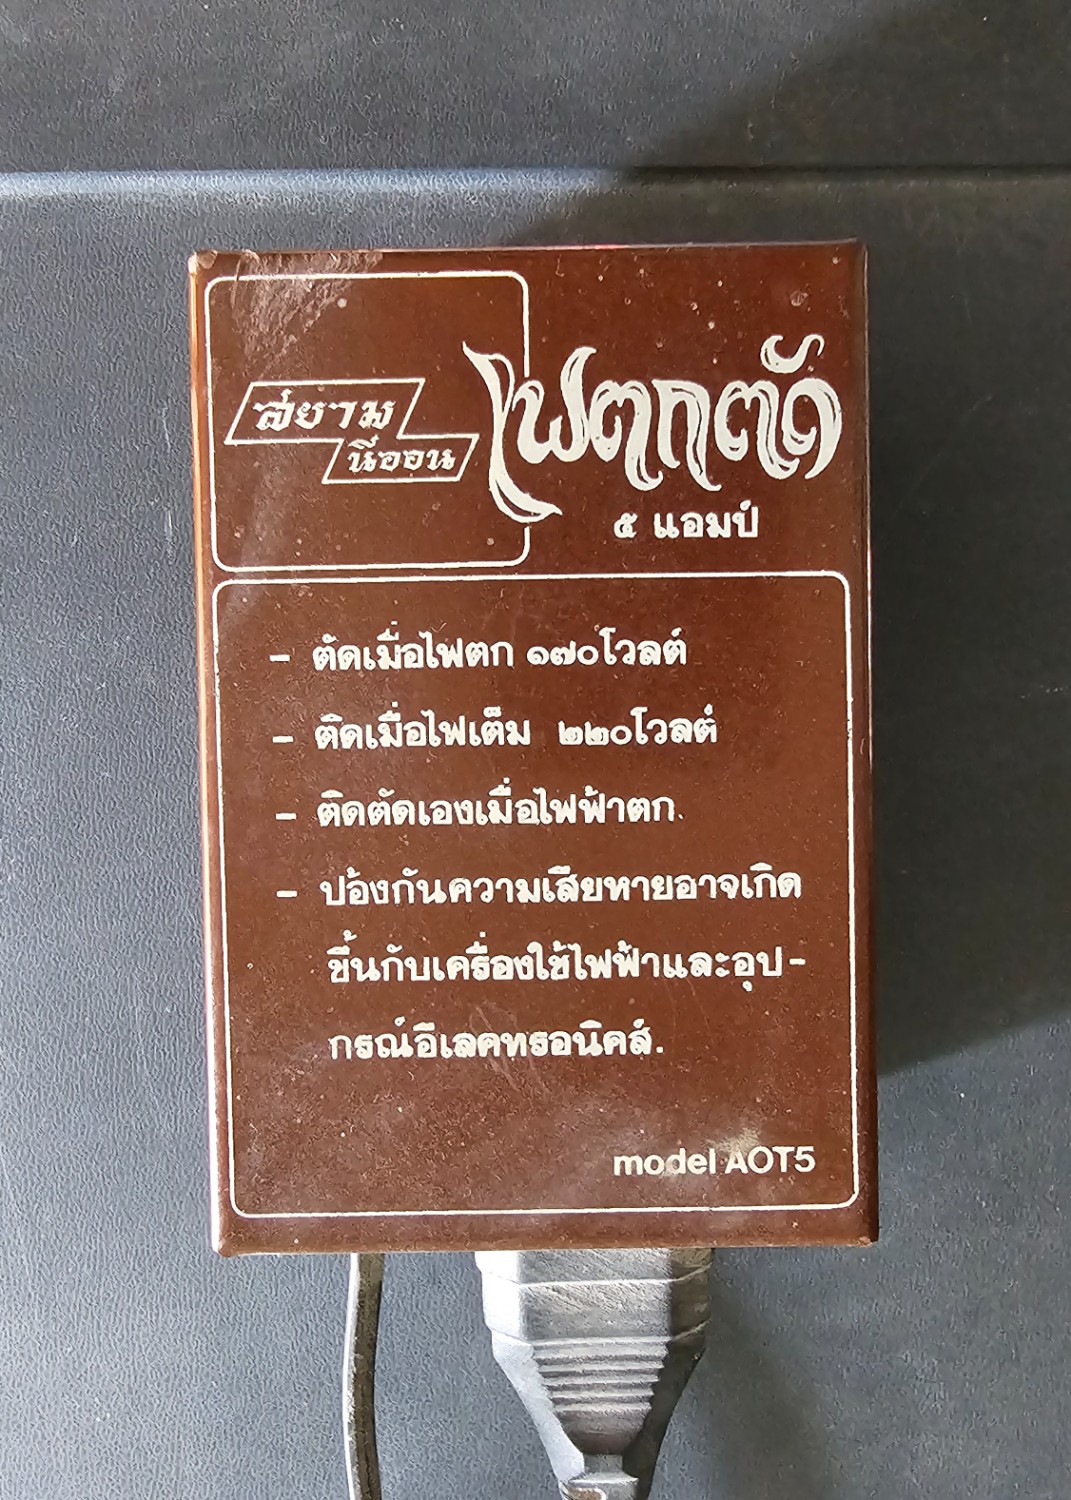 สยาม
นีออน
ไฟตกตัด
๕ แอมป์
- ตัดเมื่อไฟตก ๑๗๐โวลต์
- ติดเมื่อไฟเต็ม ๒๒๐โวลต์
- ติดตัดเองเมื่อไฟฟ้าตก.
- ป้องกันความเสียหายอาจเกิด
ขึ้นกับเครื่องใช้ไฟฟ้าและอุป-
กรณ์อีเลคทรอนิคส์.
model AOT5